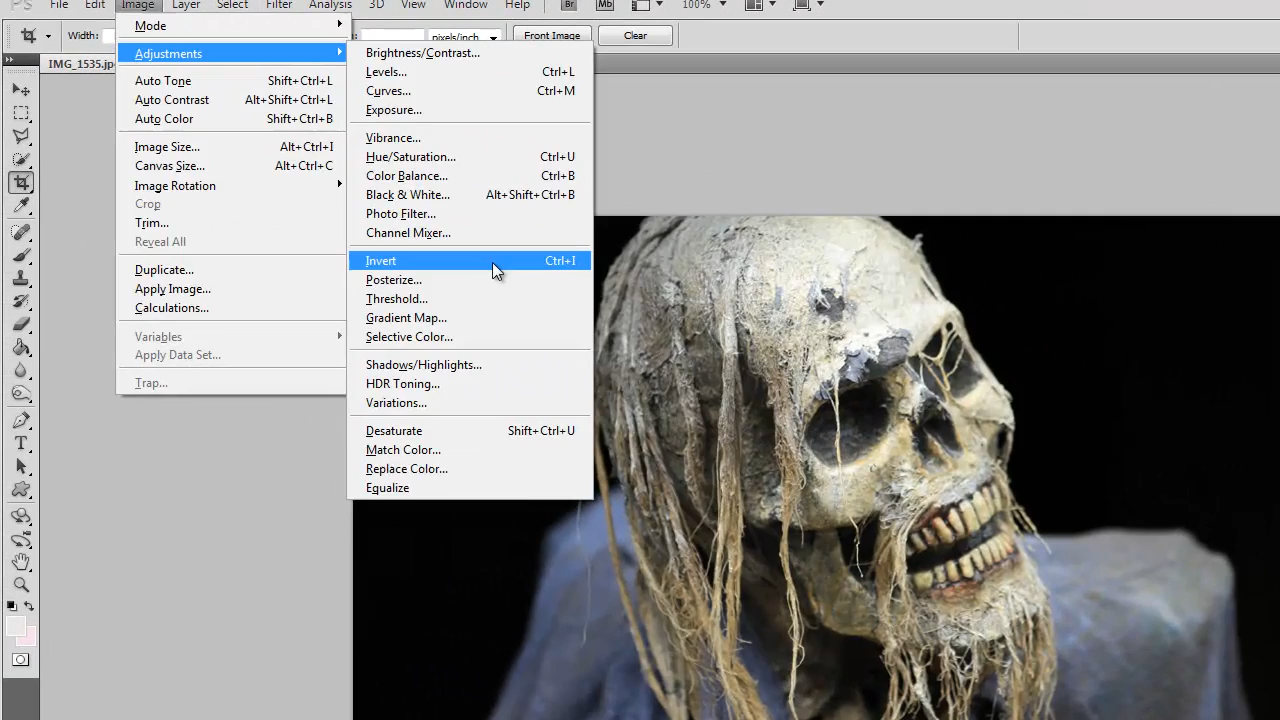 PS File Edit Image Layer Select Filter Analysis 3D View Window Help Br Mb 100%
Width: pixels/inch Front Image Clear
IMG_1535.jp
Mode
Adjustments
Auto Tone Shift+Ctrl+L
Auto Contrast Alt+Shift+Ctrl+L
Auto Color Shift+Ctrl+B
Image Size... Alt+Ctrl+I
Canvas Size... Alt+Ctrl+C
Image Rotation
Crop
Trim...
Reveal All
Duplicate...
Apply Image...
Calculations...
Variables
Apply Data Set...
Trap...
Brightness/Contrast...
Levels... Ctrl+L
Curves... Ctrl+M
Exposure...
Vibrance...
Hue/Saturation... Ctrl+U
Color Balance... Ctrl+B
Black & White... Alt+Shift+Ctrl+B
Photo Filter...
Channel Mixer...
Invert Ctrl+I
Posterize...
Threshold...
Gradient Map...
Selective Color...
Shadows/Highlights...
HDR Toning...
Variations...
Desaturate Shift+Ctrl+U
Match Color...
Replace Color...
Equalize
T